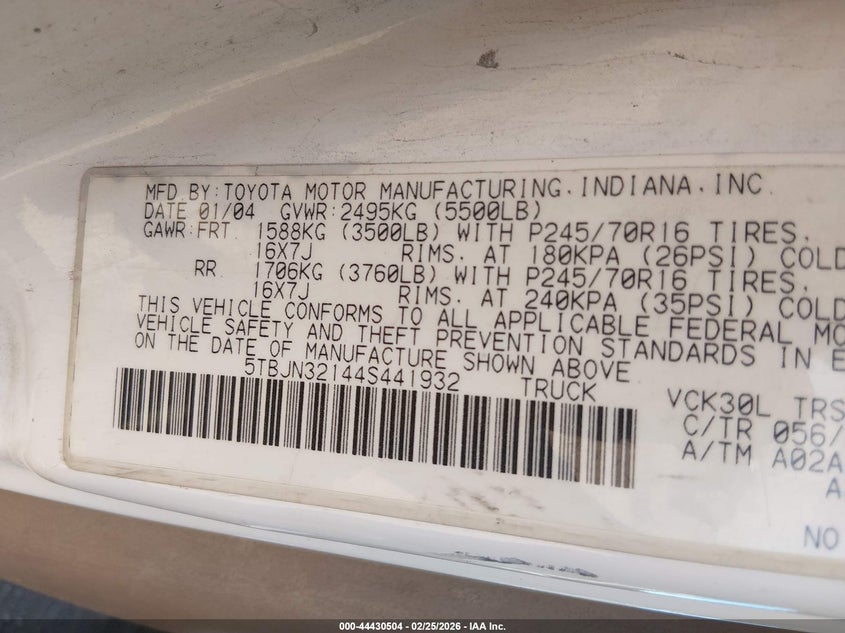 MFD.BY:TOYOTA MOTOR MANUFACTURING.INDIANA.INC.
DATE 01/04 GVWR:2495KG (5500LB)
GAWR:FRT 1588KG (3500LB) WITH P245/70R16 TIRES.
16X7J RIMS. AT 180KPA (26PSI) COLD
RR 1706KG (3760LB) WITH P245/70R16 TIRES.
16X7J RIMS. AT 240KPA (35PSI) COLD
THIS VEHICLE CONFORMS TO ALL APPLICABLE FEDERAL MO
VEHICLE SAFETY AND THEFT PREVENTION STANDARDS IN E
ON THE DATE OF MANUFACTURE SHOWN ABOVE
5TBJN32144S441932 TRUCK
VCK30L TRS
C/TR 056/
A/TM A02A
A
NO
000-44430504 - 02/25/2026 - IAA Inc.